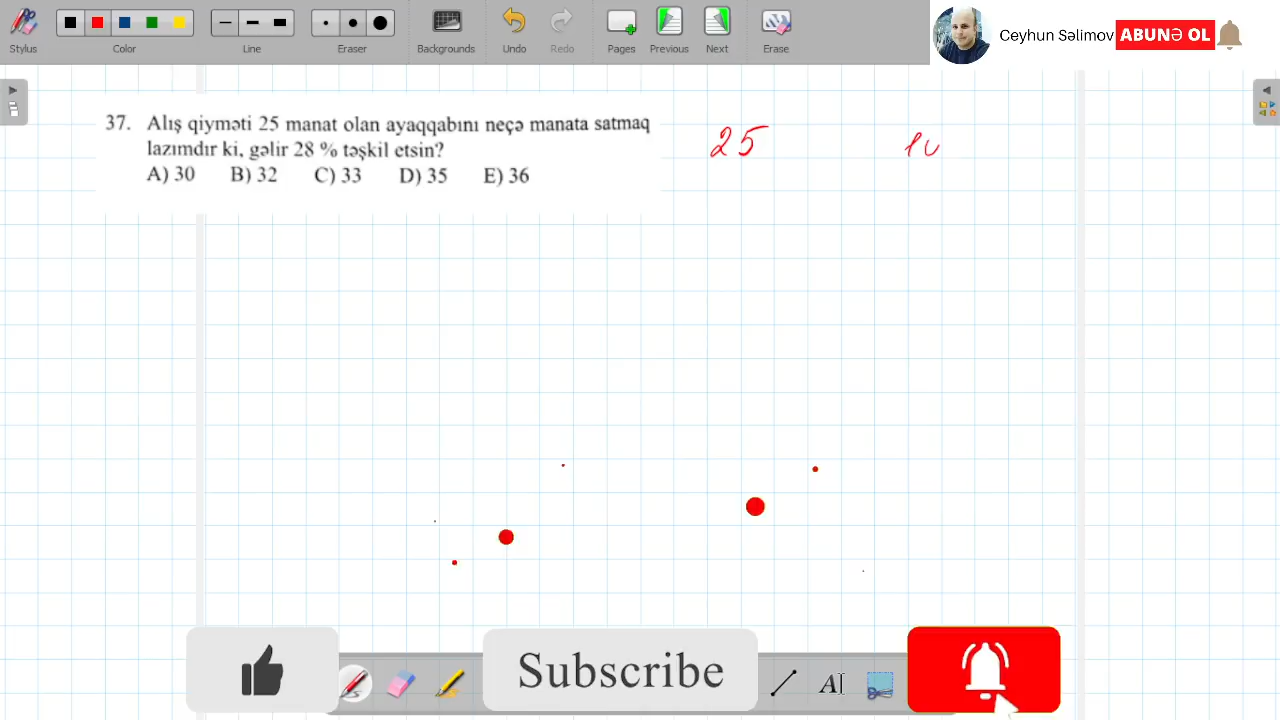 Stylus
Color
Line
Eraser
Backgrounds
Undo
Redo
Pages
Previous
Next
Erase
Ceyhun Səlimov
ABUNƏ OL
37. Alış qiyməti 25 manat olan ayaqqabını neçə manata satmaq
lazımdır ki, gəlir 28 % təşkil etsin?
A) 30 B) 32 C) 33 D) 35 E) 36
25
Subscribe
A